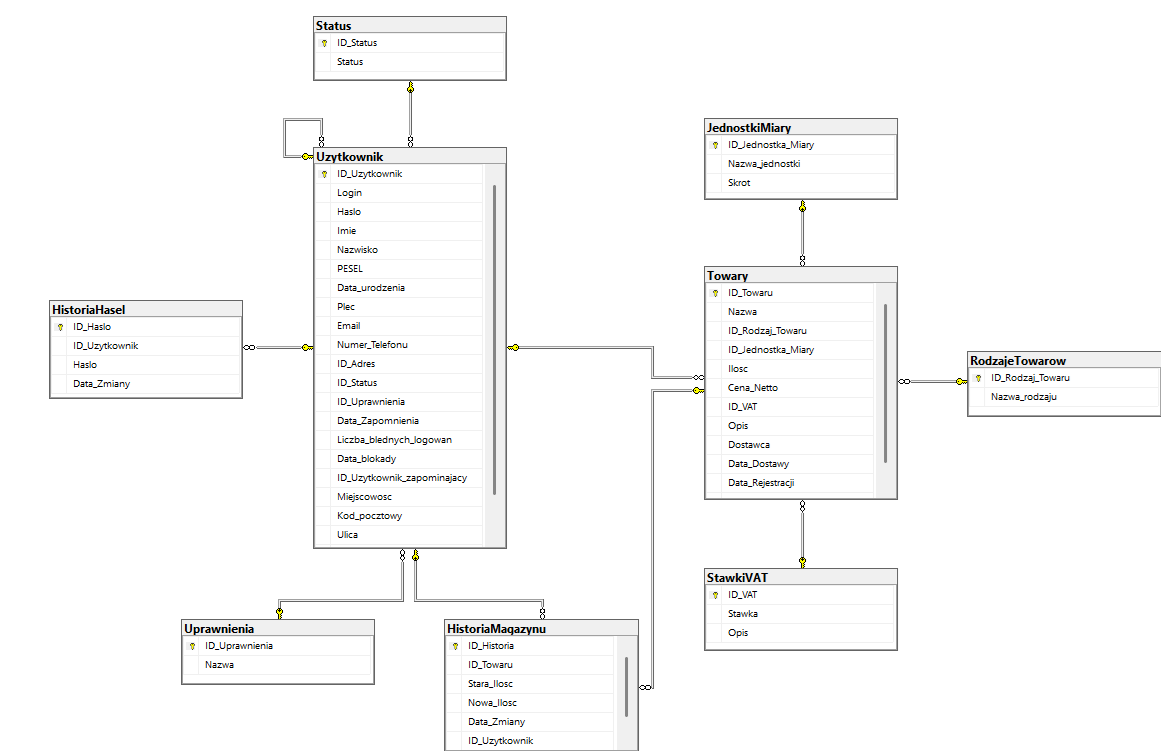 Status
ID_Status
Status
Uzytkownik
ID_Uzytkownik
Login
Haslo
Imie
Nazwisko
PESEL
Data_urodzenia
Plec
Email
Numer_Telefonu
ID_Adres
ID_Status
ID_Uprawnienia
Data_Zapomnienia
Liczba_blednych_logowan
Data_blokady
ID_Uzytkownik_zapominajacy
Miejscowosc
Kod_pocztowy
Ulica
HistoriaHasel
ID_Haslo
ID_Uzytkownik
Haslo
Data_Zmiany
Uprawnienia
ID_Uprawnienia
Nazwa
HistoriaMagazynu
ID_Historia
ID_Towaru
Stara_Ilosc
Nowa_Ilosc
Data_Zmiany
ID_Uzytkownik
JednostkiMiary
ID_Jednostka_Miary
Nazwa_jednostki
Skrot
Towary
ID_Towaru
Nazwa
ID_Rodzaj_Towaru
ID_Jednostka_Miary
Ilosc
Cena_Netto
ID_VAT
Opis
Dostawca
Data_Dostawy
Data_Rejestracji
RodzajeTowarow
ID_Rodzaj_Towaru
Nazwa_rodzaju
StawkiVAT
ID_VAT
Stawka
Opis